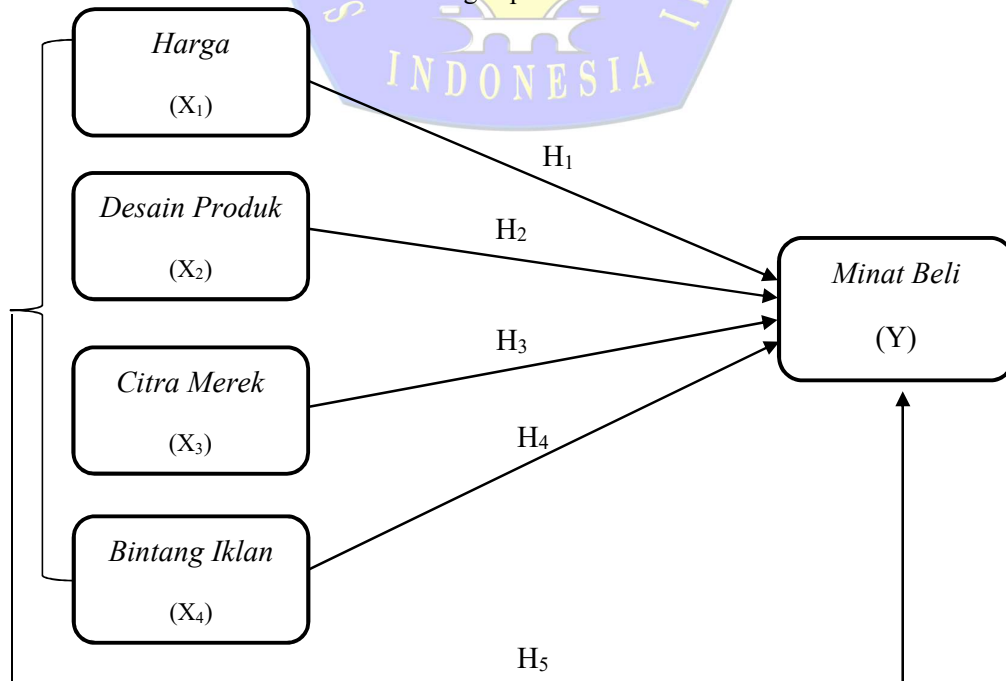 INDONESIA
Harga
(X₁)
H₁
Desain Produk
(X₂)
H₂
Minat Beli
(Y)
H₃
Citra Merek
(X₃)
H₄
Bintang Iklan
(X₄)
H₅